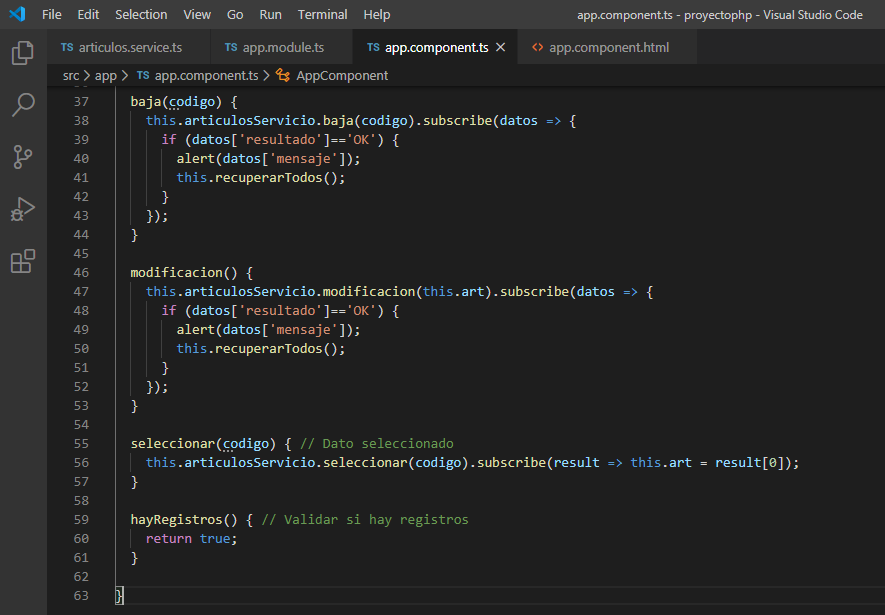 File Edit Selection View Go Run Terminal Help app.component.ts - proyectophp - Visual Studio Code
TS articulos.service.ts TS app.module.ts TS app.component.ts × <> app.component.html
src > app > TS app.component.ts > AppComponent
37 baja(codigo) {
38 this.articulosServicio.baja(codigo).subscribe(datos => {
39 if (datos['resultado']=='OK') {
40 alert(datos['mensaje']);
41 this.recuperarTodos();
42 }
43 });
44 }
45
46 modificacion() {
47 this.articulosServicio.modificacion(this.art).subscribe(datos => {
48 if (datos['resultado']=='OK') {
49 alert(datos['mensaje']);
50 this.recuperarTodos();
51 }
52 });
53 }
54
55 seleccionar(codigo) { // Dato seleccionado
56 this.articulosServicio.seleccionar(codigo).subscribe(result => this.art = result[0]);
57 }
58
59 hayRegistros() { // Validar si hay registros
60 return true;
61 }
62
63 }